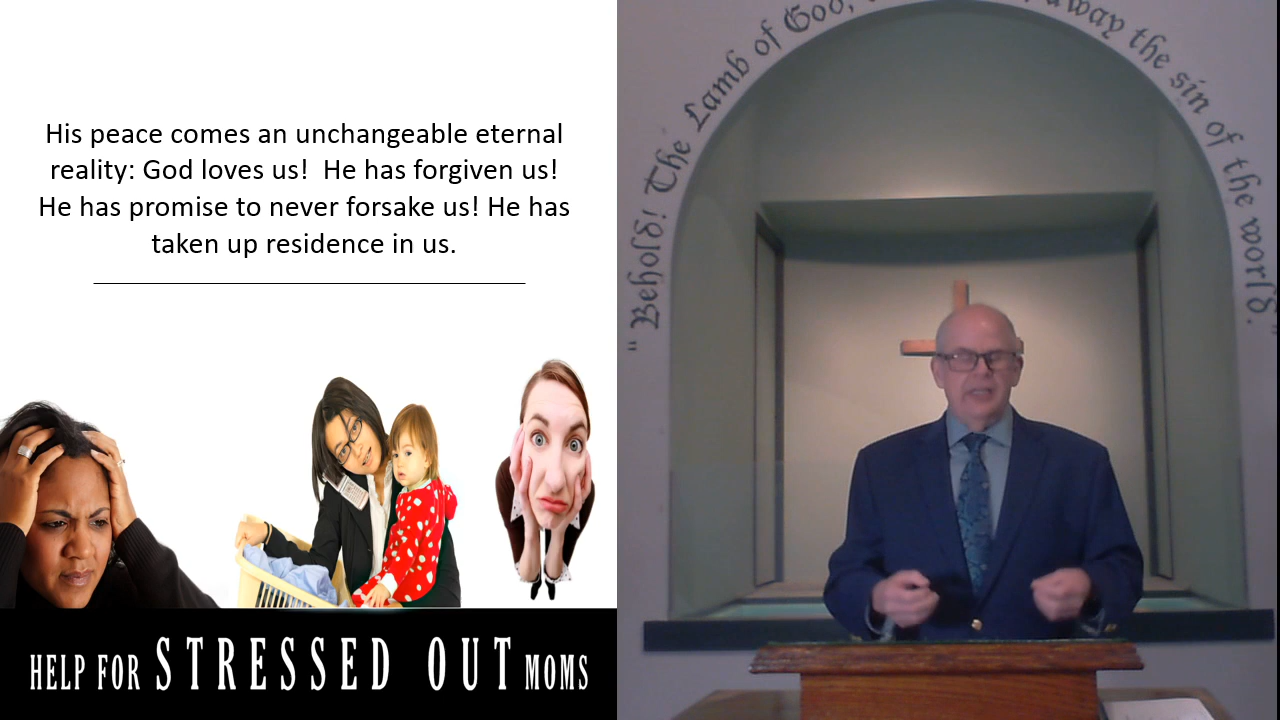 His peace comes an unchangeable eternal
reality: God loves us!  He has forgiven us!
He has promise to never forsake us! He has
taken up residence in us.
HELP FOR STRESSED OUT MOMS
"Behold! The Lamb of God, away the sin of the world."